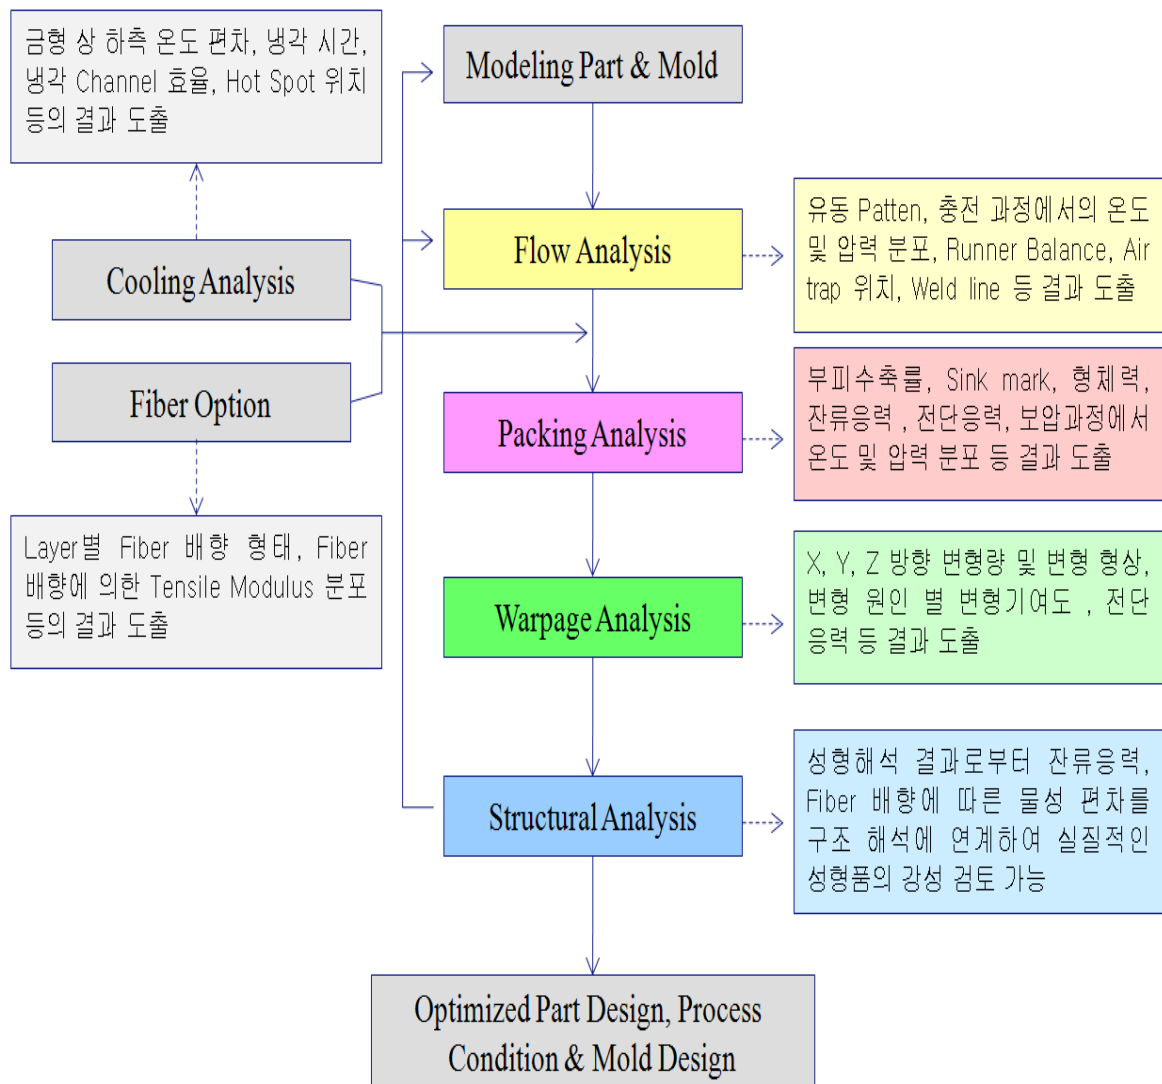 금형 상 하측 온도 편차, 냉각 시간,
냉각 Channel 효율, Hot Spot 위치
등의 결과 도출
Modeling Part & Mold
Flow Analysis
유동 Patten, 충전 과정에서의 온도
및 압력 분포, Runner Balance, Air
trap 위치, Weld line 등 결과 도출
Cooling Analysis
Fiber Option
부피수축률, Sink mark, 형체력,
잔류응력 , 전단응력, 보압과정에서
온도 및 압력 분포 등 결과 도출
Packing Analysis
Layer별 Fiber 배향 형태, Fiber
배향에 의한 Tensile Modulus 분포
등의 결과 도출
X, Y, Z 방향 변형량 및 변형 형상,
변형 원인 별 변형기여도 , 전단
응력 등 결과 도출
Warpage Analysis
Structural Analysis
성형해석 결과로부터 잔류응력,
Fiber 배향에 따른 물성 편차를
구조 해석에 연계하여 실질적인
성형품의 강성 검토 가능
Optimized Part Design, Process
Condition & Mold Design